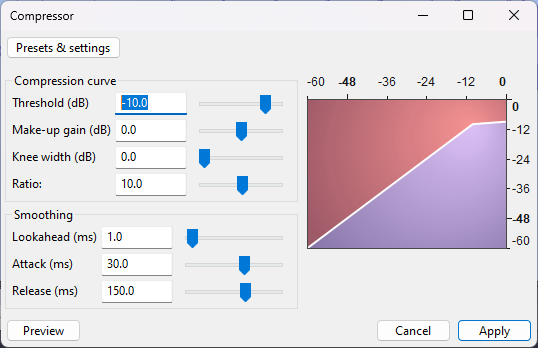 Compressor
Presets & settings
Compression curve
Threshold (dB) -10.0
Make-up gain (dB) 0.0
Knee width (dB) 0.0
Ratio: 10.0
Smoothing
Lookahead (ms) 1.0
Attack (ms) 30.0
Release (ms) 150.0
-60 -48 -36 -24 -12 0
0
-12
-24
-36
-48
-60
Preview Cancel Apply